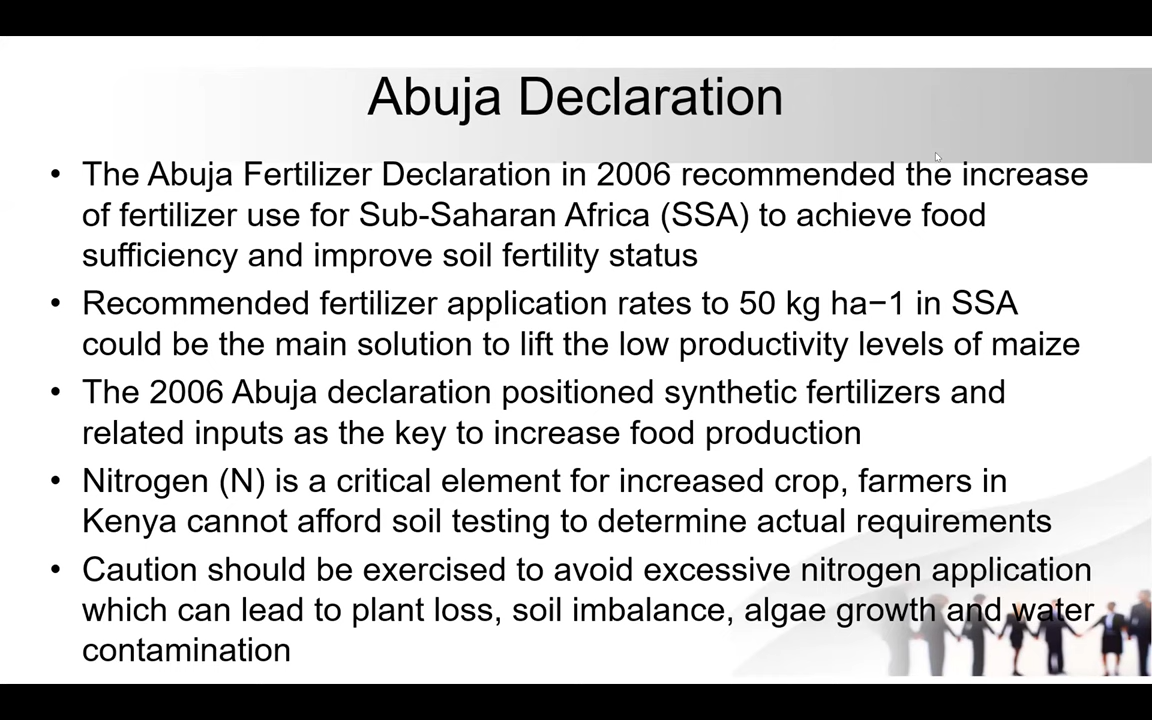 Abuja Declaration
• The Abuja Fertilizer Declaration in 2006 recommended the increase
of fertilizer use for Sub-Saharan Africa (SSA) to achieve food
sufficiency and improve soil fertility status
• Recommended fertilizer application rates to 50 kg ha−1 in SSA
could be the main solution to lift the low productivity levels of maize
• The 2006 Abuja declaration positioned synthetic fertilizers and
related inputs as the key to increase food production
• Nitrogen (N) is a critical element for increased crop, farmers in
Kenya cannot afford soil testing to determine actual requirements
• Caution should be exercised to avoid excessive nitrogen application
which can lead to plant loss, soil imbalance, algae growth and water
contamination